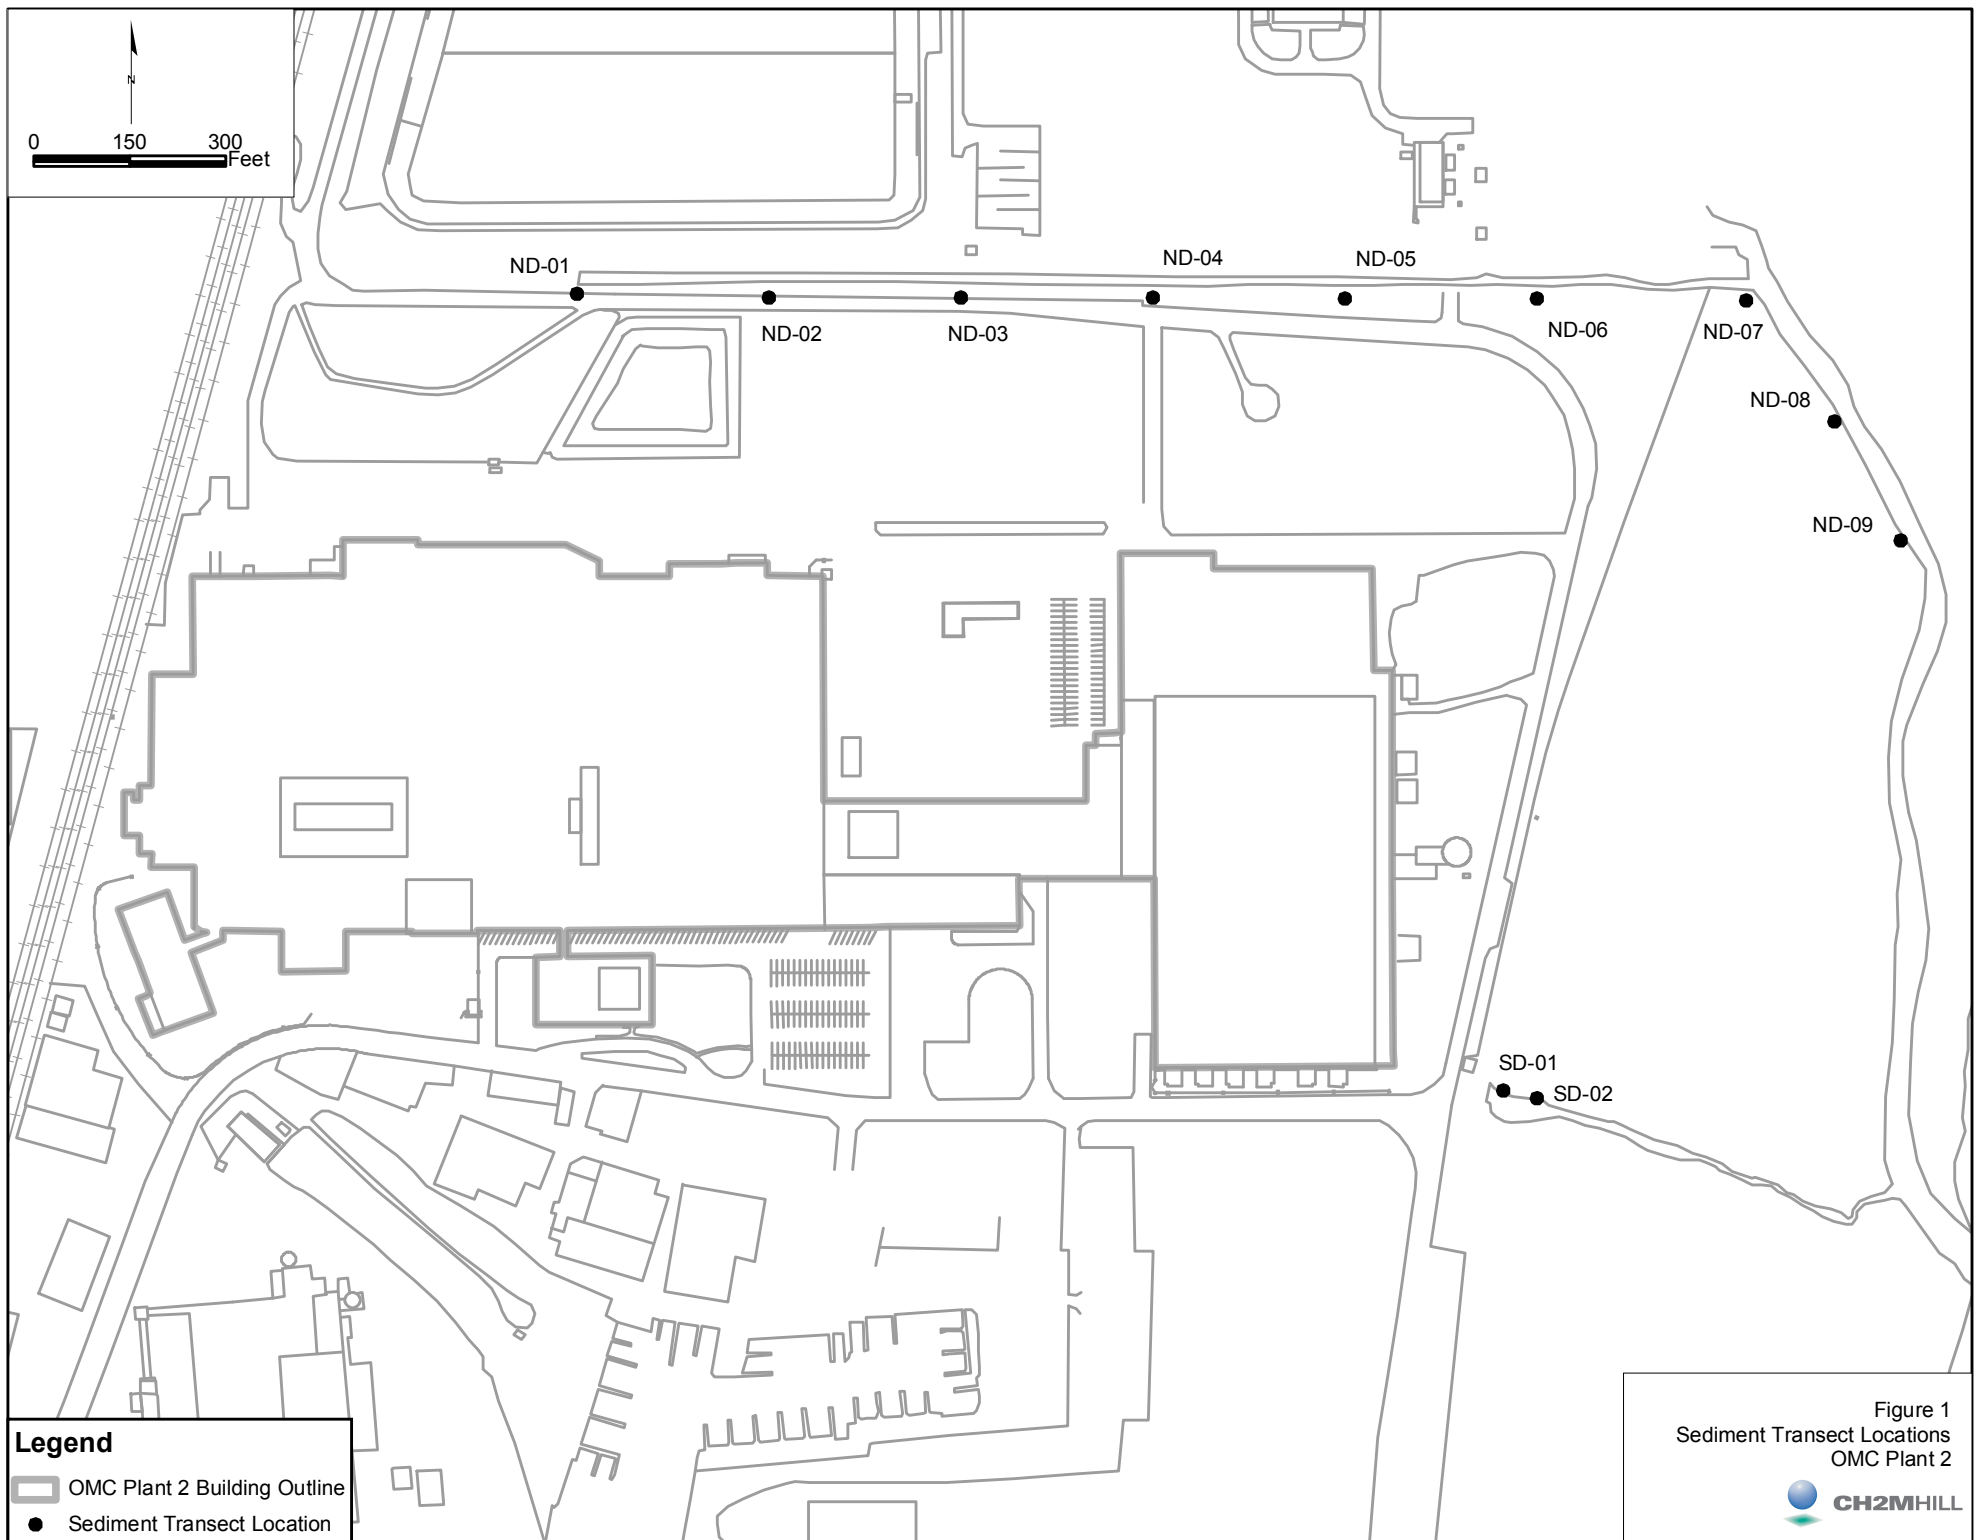 N
0 150 300
Feet
ND-01
ND-02
ND-03
ND-04
ND-05
ND-06
ND-07
ND-08
ND-09
SD-01
SD-02
Legend
OMC Plant 2 Building Outline
Sediment Transect Location
Figure 1
Sediment Transect Locations
OMC Plant 2
CH2MHILL